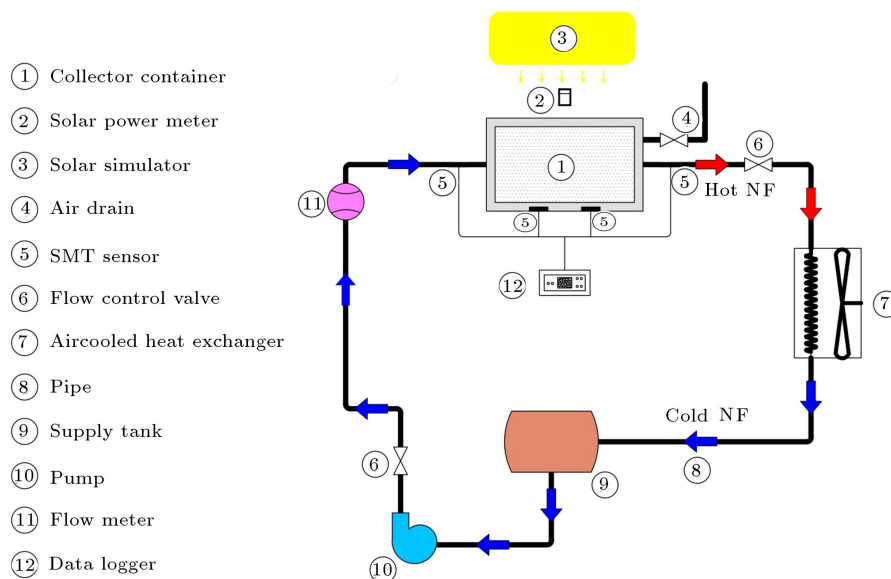 1 Collector container
2 Solar power meter
3 Solar simulator
4 Air drain
5 SMT sensor
6 Flow control valve
7 Aircooled heat exchanger
8 Pipe
9 Supply tank
10 Pump
11 Flow meter
12 Data logger
3
2
4
1
6
5
5
Hot NF
11
5
5
12
7
Cold NF
6
8
9
10